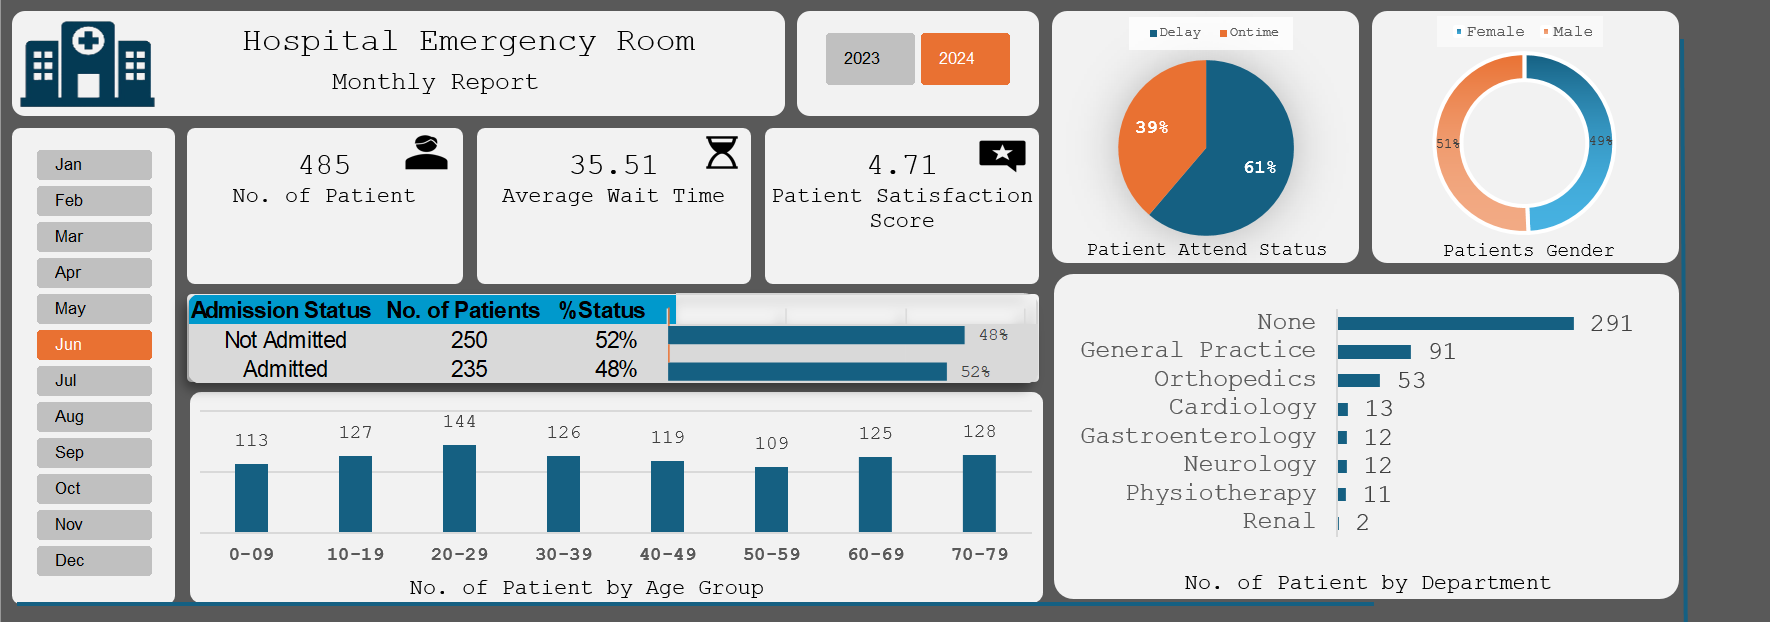 Hospital Emergency Room
Monthly Report
2023
2024
Jan
Feb
Mar
Apr
May
Jun
Jul
Aug
Sep
Oct
Nov
Dec
485
No. of Patient
35.51
Average Wait Time
4.71
Patient Satisfaction
Score
Admission Status No. of Patients %Status
Not Admitted 250 52% 48%
Admitted 235 48% 52%
113 127 144 126 119 109 125 128
0-09 10-19 20-29 30-39 40-49 50-59 60-69 70-79
No. of Patient by Age Group
Delay Ontime
39%
61%
Patient Attend Status
Female Male
51% 49%
Patients Gender
None 291
General Practice 91
Orthopedics 53
Cardiology 13
Gastroenterology 12
Neurology 12
Physiotherapy 11
Renal 2
No. of Patient by Department